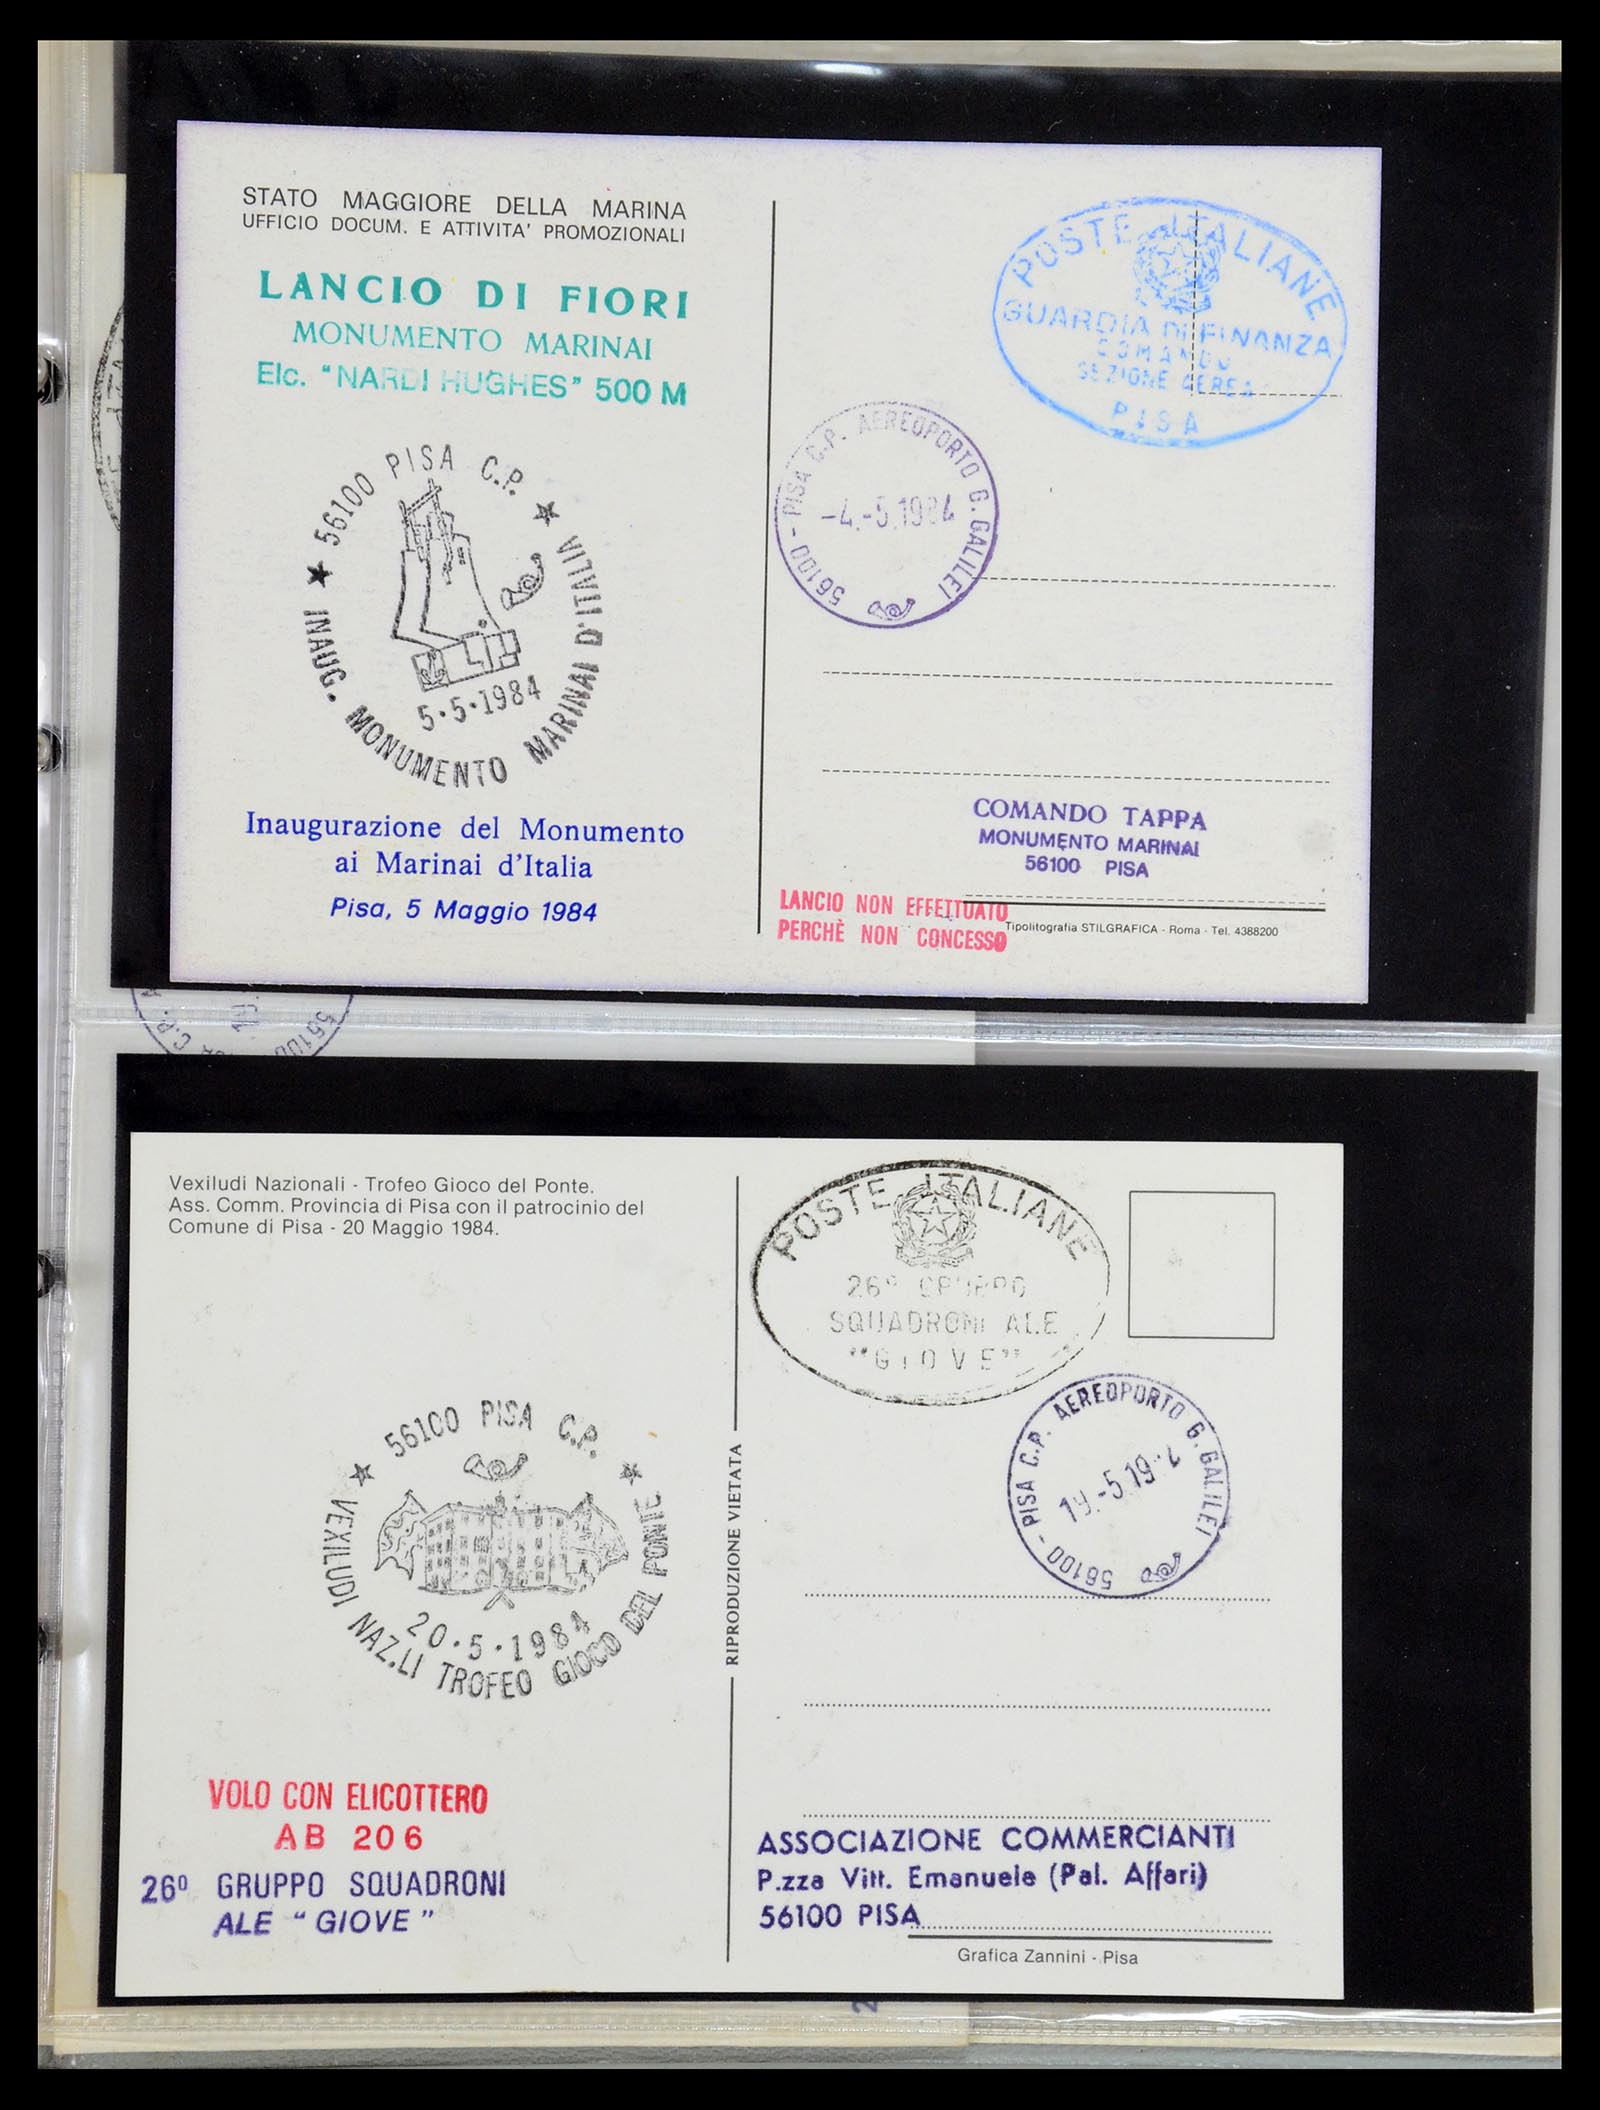 STATO MAGGIORE DELLA MARINA
UFFICIO DOCUM. E ATTIVITA' PROMOZIONALI
LANCIO DI FIORI
MONUMENTO MARINAI
Elc. "NARDI HUGHES" 500 M
56100 PISA C.P.
INAUG. MONUMENTO MARINAI D'ITALIA
5·5·1984
Inaugurazione del Monumento
ai Marinai d'Italia
Pisa, 5 Maggio 1984
POSTE ITALIANE
GUARDIA DI FINANZA
COMANDO
SEZIONE AEREA
PISA
56100 - PISA C.P. AEREOPORTO G. GALILEI
-4.-5.1984
COMANDO TAPPA
MONUMENTO MARINAI
56100 PISA
LANCIO NON EFFETTUATO
PERCHÈ NON CONCESSO
Tipolitografia STILGRAFICA - Roma - Tel. 4388200
Vexiludi Nazionali - Trofeo Gioco del Ponte.
Ass. Comm. Provincia di Pisa con il patrocinio del
Comune di Pisa - 20 Maggio 1984.
56100 PISA C.P.
VEXILUDI NAZ.LI TROFEO GIOCO DEL PONTE
20·5·1984
VOLO CON ELICOTTERO
AB 206
26º GRUPPO SQUADRONI
ALE "GIOVE"
RIPRODUZIONE VIETATA
POSTE ITALIANE
26º GRUPPO
SQUADRONI ALE
"GIOVE"
56100 - PISA C.P. AEREOPORTO G. GALILEI
19.-5.1984
ASSOCIAZIONE COMMERCIANTI
P.zza Vitt. Emanuele (Pal. Affari)
56100 PISA
Grafica Zannini - Pisa